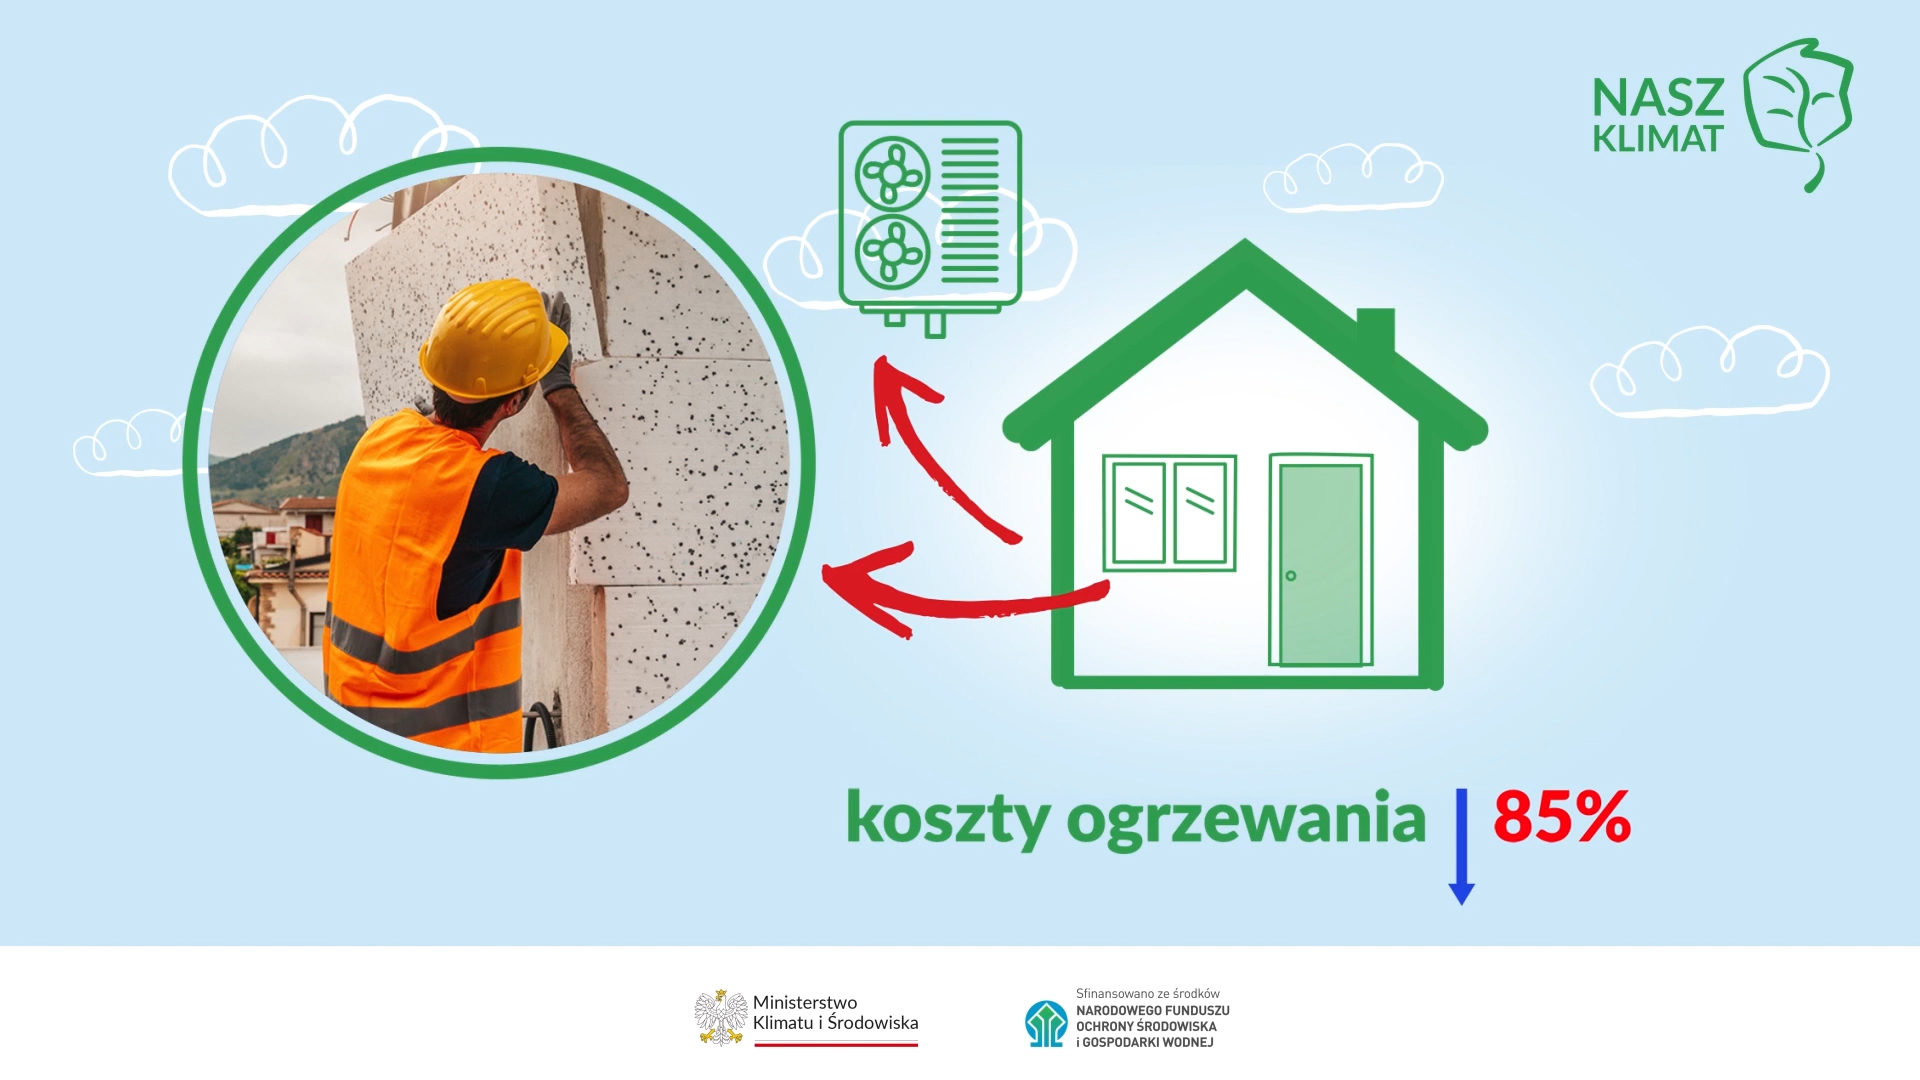 NASZ
KLIMAT
koszty ogrzewania 85%
Ministerstwo
Klimatu i Środowiska
Sfinansowano ze środków
NARODOWEGO FUNDUSZU
OCHRONY ŚRODOWISKA
i GOSPODARKI WODNEJ